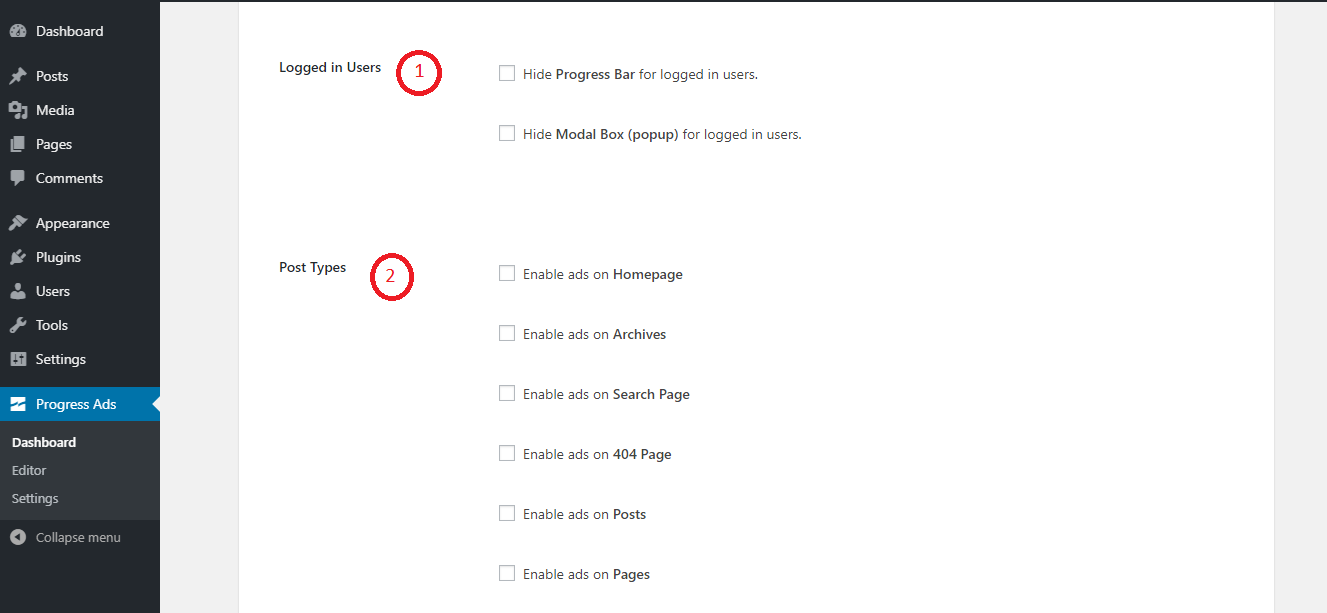 Dashboard
Posts
Media
Pages
Comments
Appearance
Plugins
Users
Tools
Settings
Progress Ads
Dashboard
Editor
Settings
Collapse menu
Logged in Users
1
Hide Progress Bar for logged in users.
Hide Modal Box (popup) for logged in users.
Post Types
2
Enable ads on Homepage
Enable ads on Archives
Enable ads on Search Page
Enable ads on 404 Page
Enable ads on Posts
Enable ads on Pages